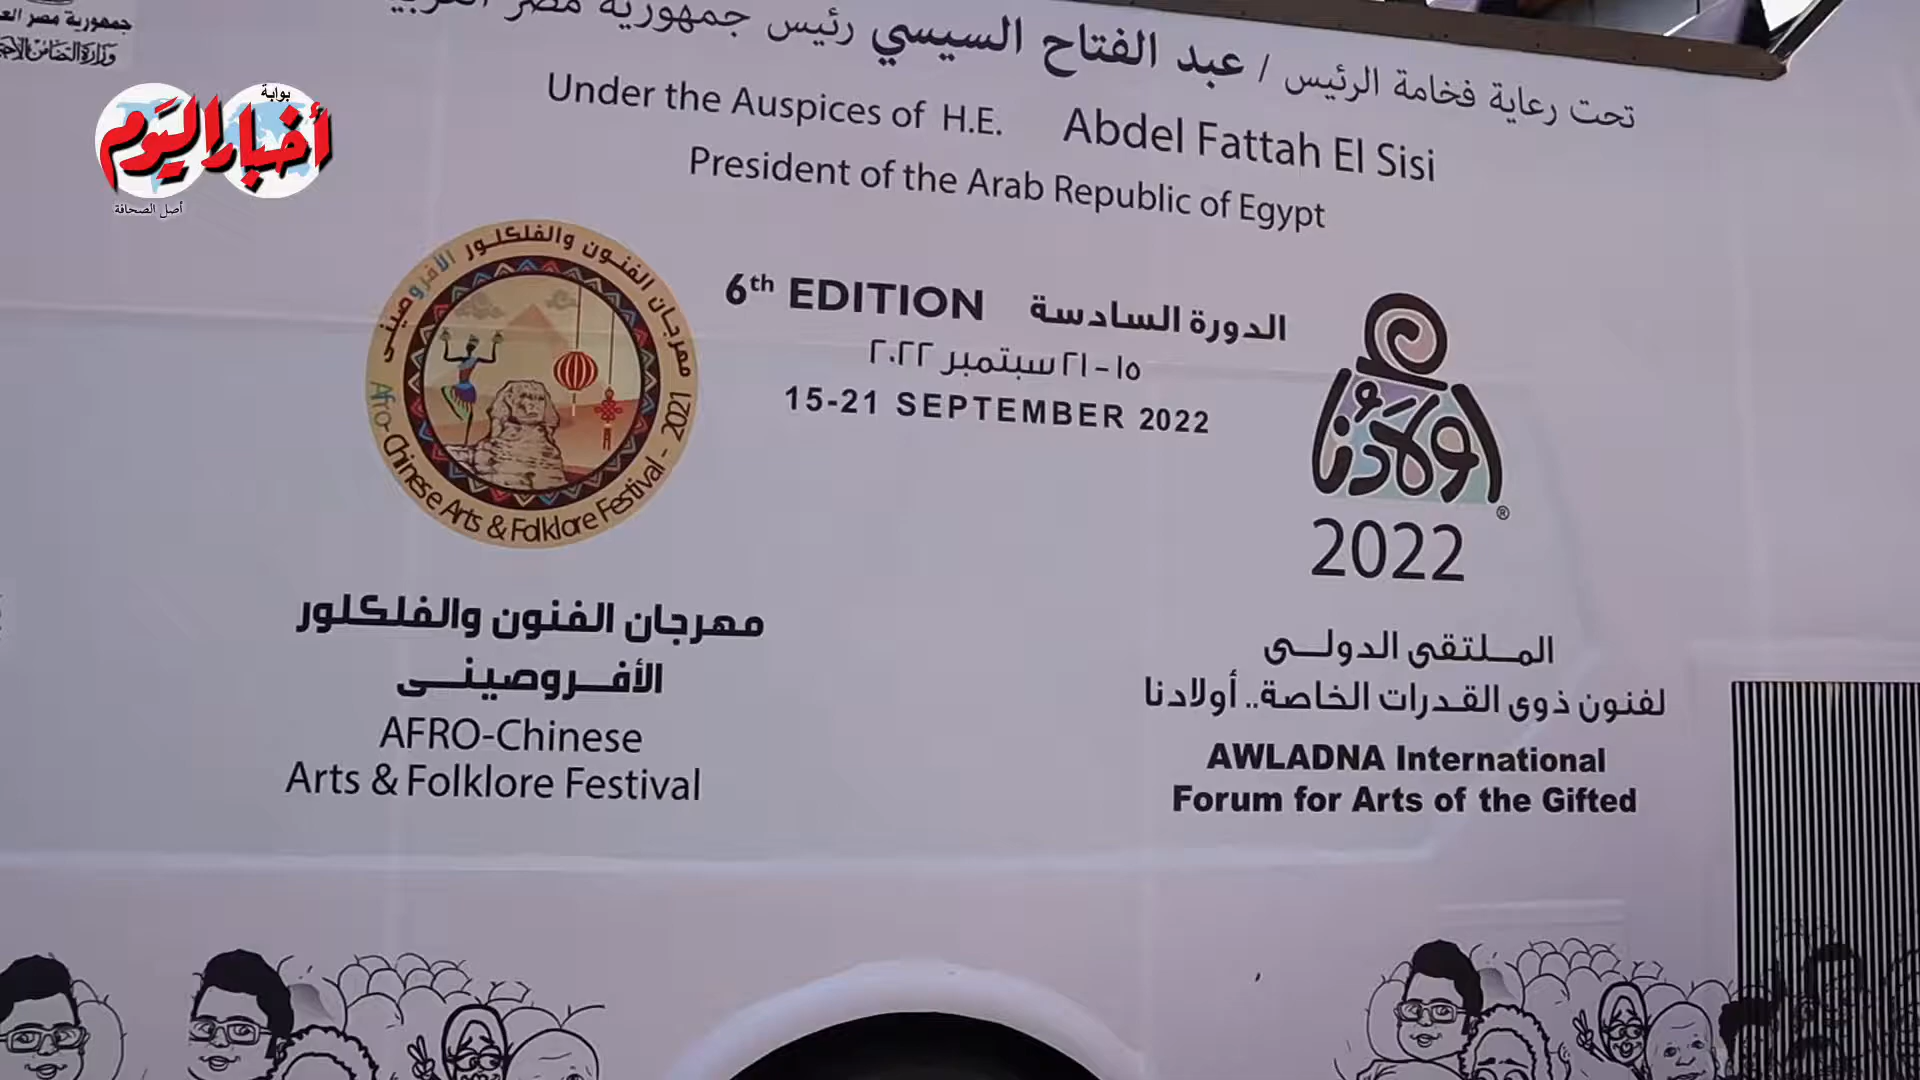 جمهورية مصر
بوابة
أخبار اليوم
أصل الصحافة
تحت رعاية فخامة الرئيس / عبد الفتاح السيسي رئيس جمهورية مصر العربية
Under the Auspices of H.E. Abdel Fattah El Sisi
President of the Arab Republic of Egypt
مهرجان الفنون والفلكلور الأفروصينى
Afro-Chinese Arts & Folklore Festival - 2021
6th EDITION الدورة السادسة
١٥ - ٢١ سبتمبر ٢٠٢٢
15-21 SEPTEMBER 2022
أولادنا
®
2022
مهرجان الفنون والفلكلور
الأفـروصينـى
AFRO-Chinese
Arts & Folklore Festival
الملتقى الدولى
لفنون ذوى القدرات الخاصة.. أولادنا
AWLADNA International
Forum for Arts of the Gifted